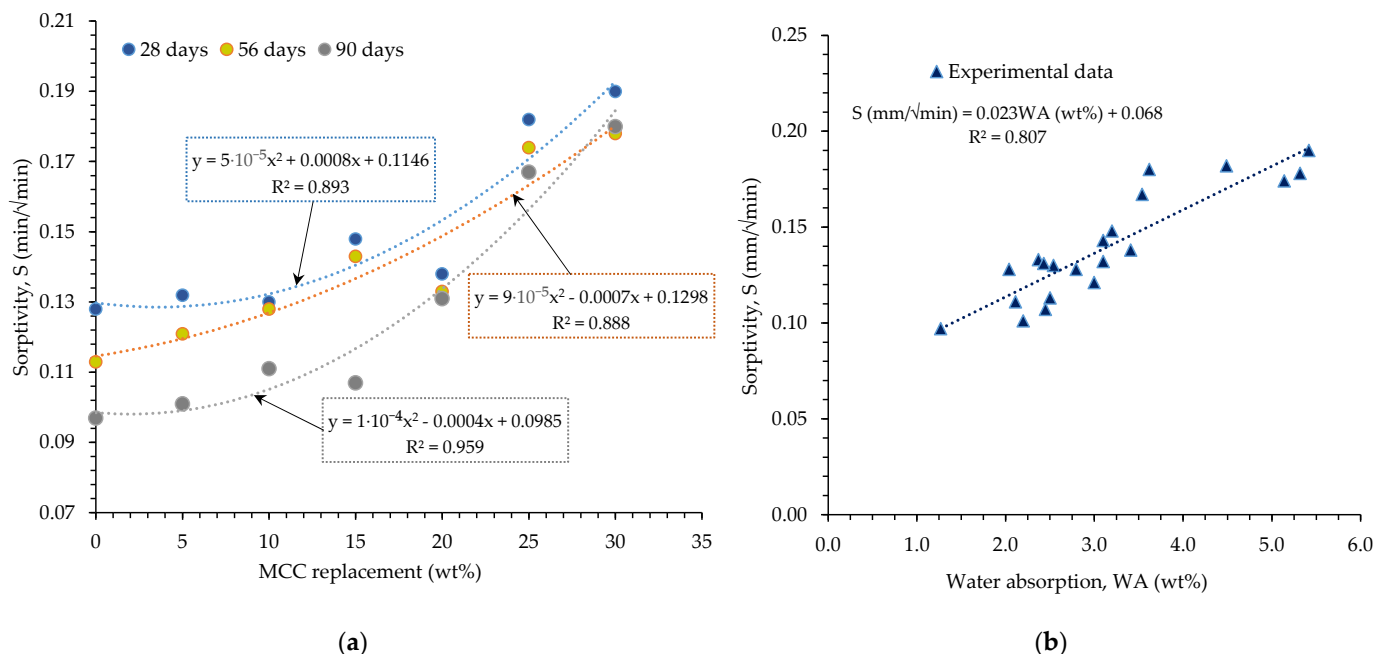 28 days 56 days 90 days
y = 5·10⁻⁵x² + 0.0008x + 0.1146
R² = 0.893
y = 9·10⁻⁵x² - 0.0007x + 0.1298
R² = 0.888
y = 1·10⁻⁴x² - 0.0004x + 0.0985
R² = 0.959
Sorptivity, S (min/√min)
0.21
0.19
0.17
0.15
0.13
0.11
0.09
0.07
0 5 10 15 20 25 30 35
MCC replacement (wt%)
(a)
Experimental data
S (mm/√min) = 0.023WA (wt%) + 0.068
R² = 0.807
Sorptivity, S (mm/√min)
0.25
0.20
0.15
0.10
0.05
0.00
0.0 1.0 2.0 3.0 4.0 5.0 6.0
Water absorption, WA (wt%)
(b)